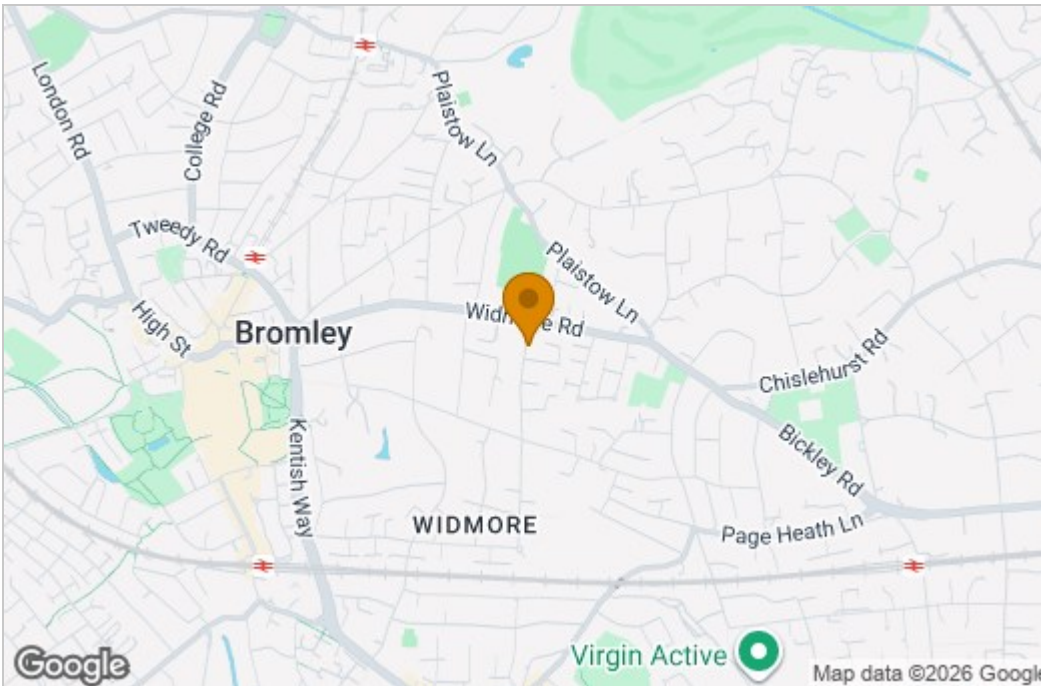 London Rd
College Rd
Plaistow Ln
Tweedy Rd
Plaistow Ln
High St
Bromley
Chislehurst Rd
Kentish Way
Bickley Rd
WIDMORE
Page Heath Ln
Virgin Active
Google
Map data ©2026 Google